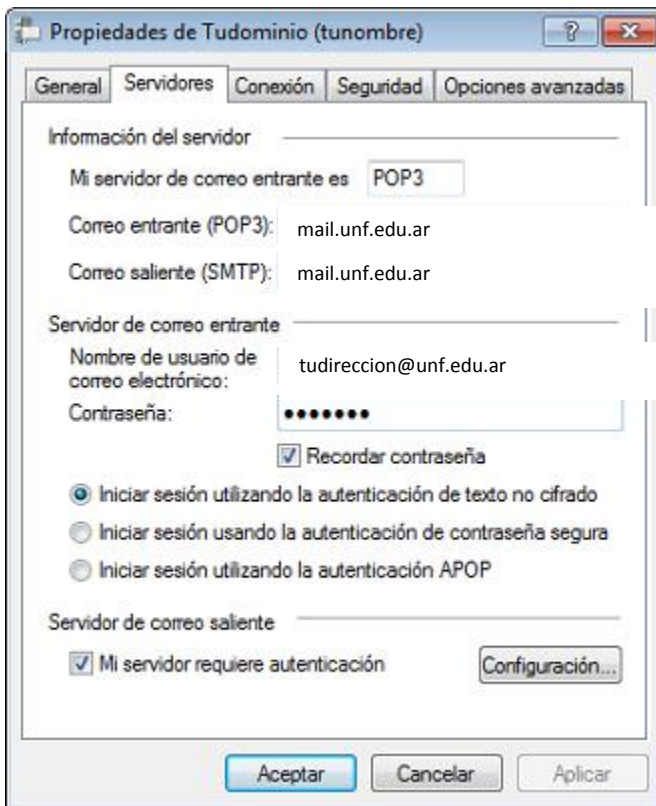 Propiedades de Tudominio (tunombre)
General Servidores Conexión Seguridad Opciones avanzadas
Información del servidor
Mi servidor de correo entrante es POP3
Correo entrante (POP3): mail.unf.edu.ar
Correo saliente (SMTP): mail.unf.edu.ar
Servidor de correo entrante
Nombre de usuario de
correo electrónico: tudireccion@unf.edu.ar
Contraseña: •••••••
Recordar contraseña
Iniciar sesión utilizando la autenticación de texto no cifrado
Iniciar sesión usando la autenticación de contraseña segura
Iniciar sesión utilizando la autenticación APOP
Servidor de correo saliente
Mi servidor requiere autenticación Configuración...
Aceptar Cancelar Aplicar